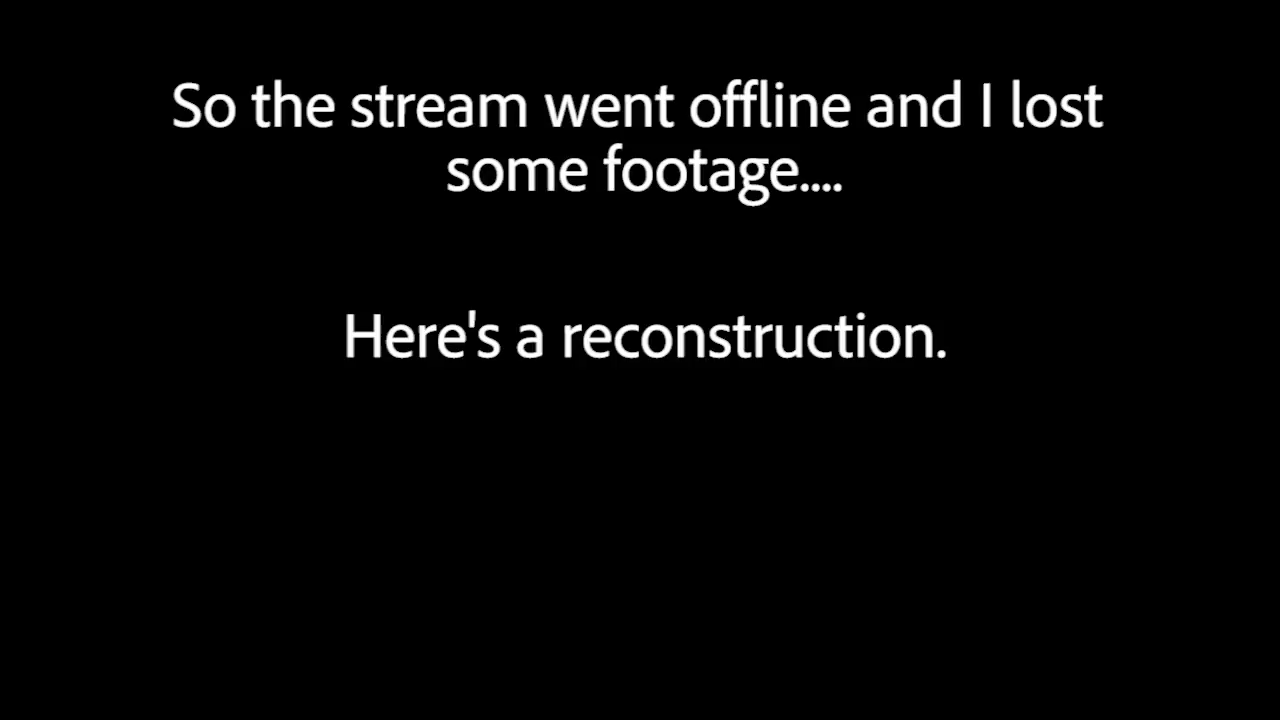 So the stream went offline and I lost
some footage....
Here's a reconstruction.